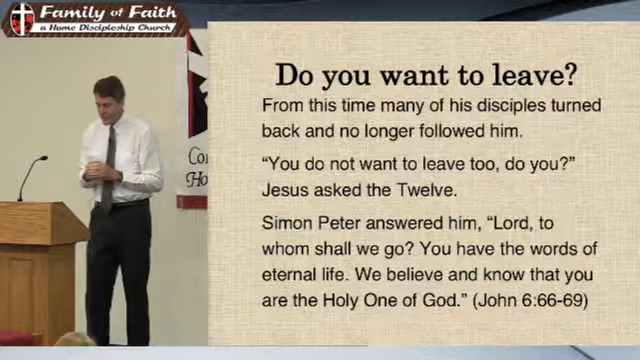 Family of Faith
a Home Discipleship Church
Do you want to leave?
From this time many of his disciples turned
back and no longer followed him.
“You do not want to leave too, do you?”
Jesus asked the Twelve.
Simon Peter answered him, “Lord, to
whom shall we go? You have the words of
eternal life. We believe and know that you
are the Holy One of God.” (John 6:66-69)